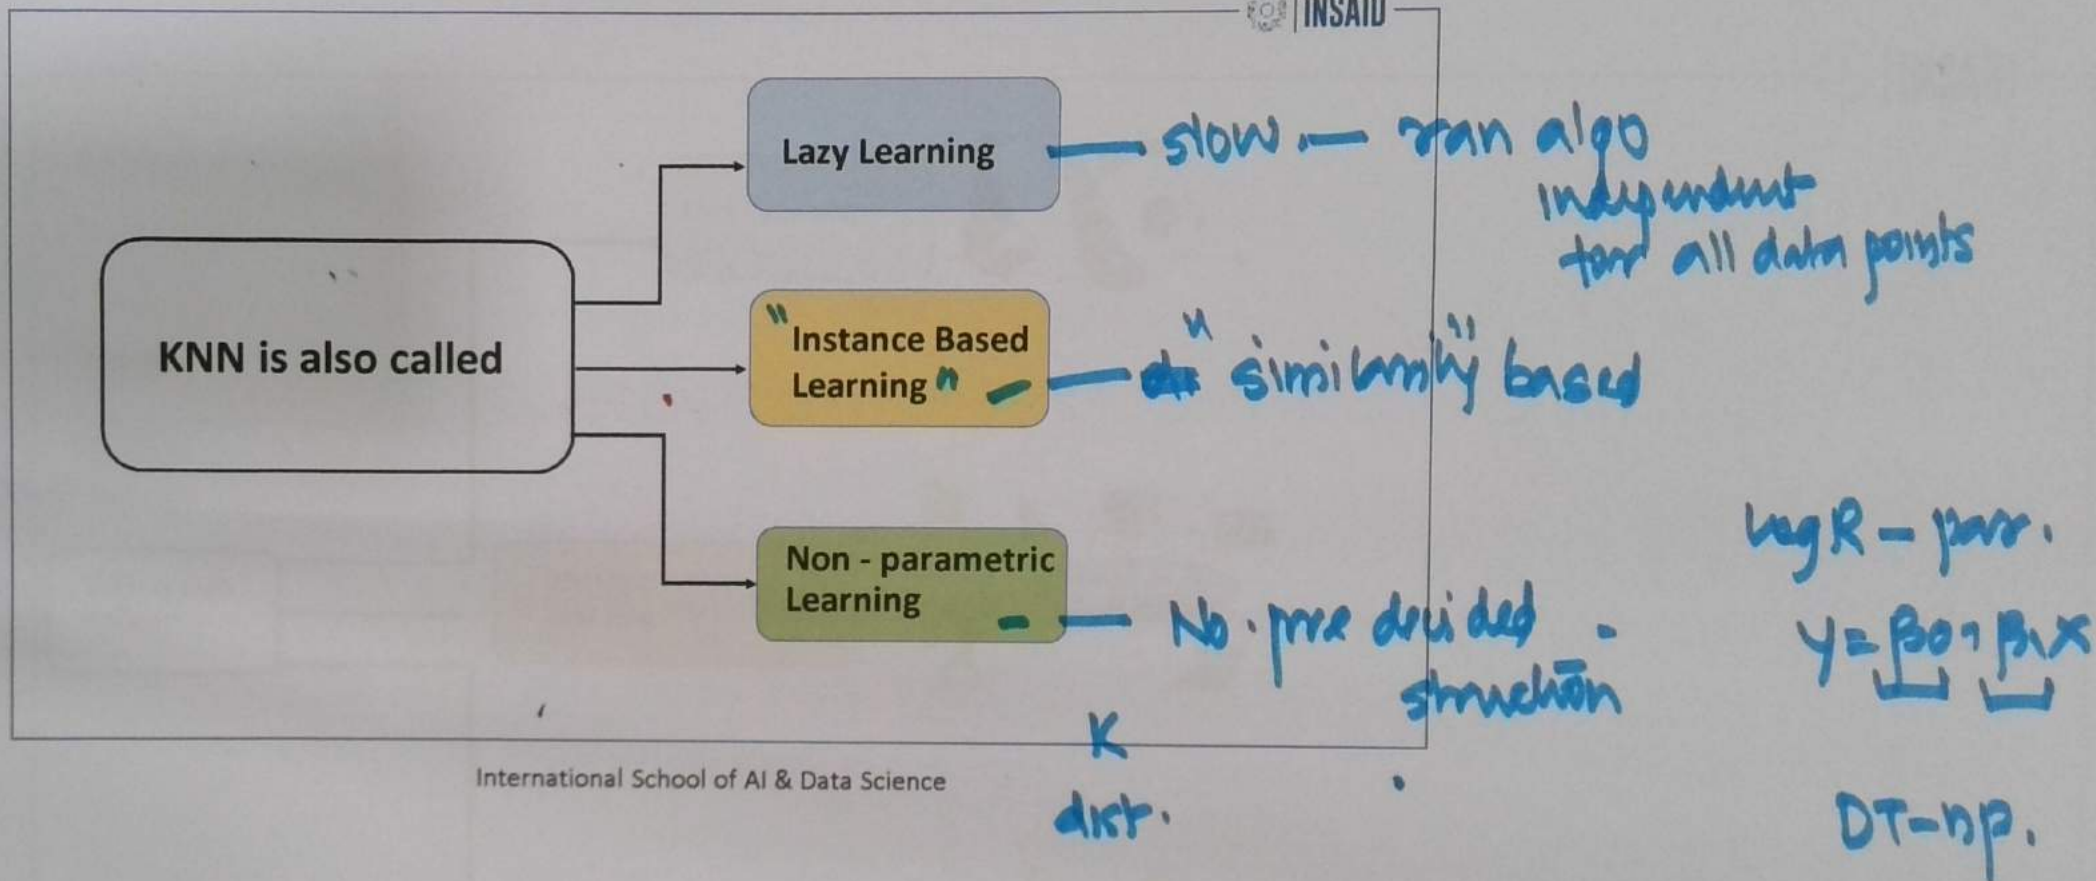 INSAID
Lazy Learning — slow. — ran algo
independent
for all data points
KNN is also called
"Instance Based
Learning" — "similarity" based
Non - parametric
Learning — No. pre decided
LogR - par.
Y = β0 + β1x
K
International School of AI & Data Science
dist.
DT-np.